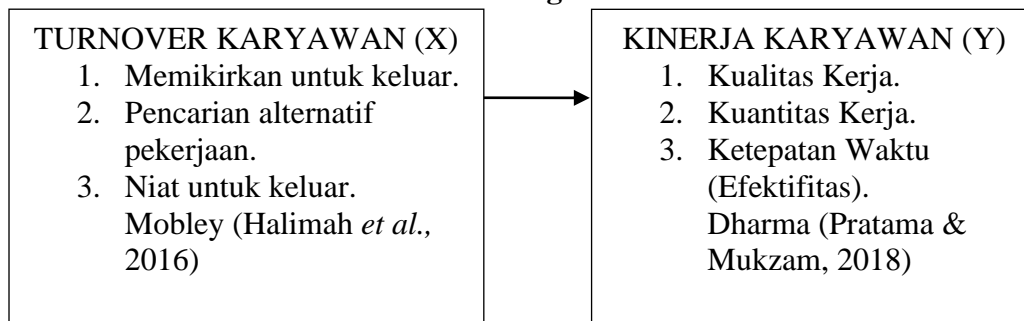 TURNOVER KARYAWAN (X)
1. Memikirkan untuk keluar.
2. Pencarian alternatif
pekerjaan.
3. Niat untuk keluar.
Mobley (Halimah et al.,
2016)
KINERJA KARYAWAN (Y)
1. Kualitas Kerja.
2. Kuantitas Kerja.
3. Ketepatan Waktu
(Efektifitas).
Dharma (Pratama &
Mukzam, 2018)